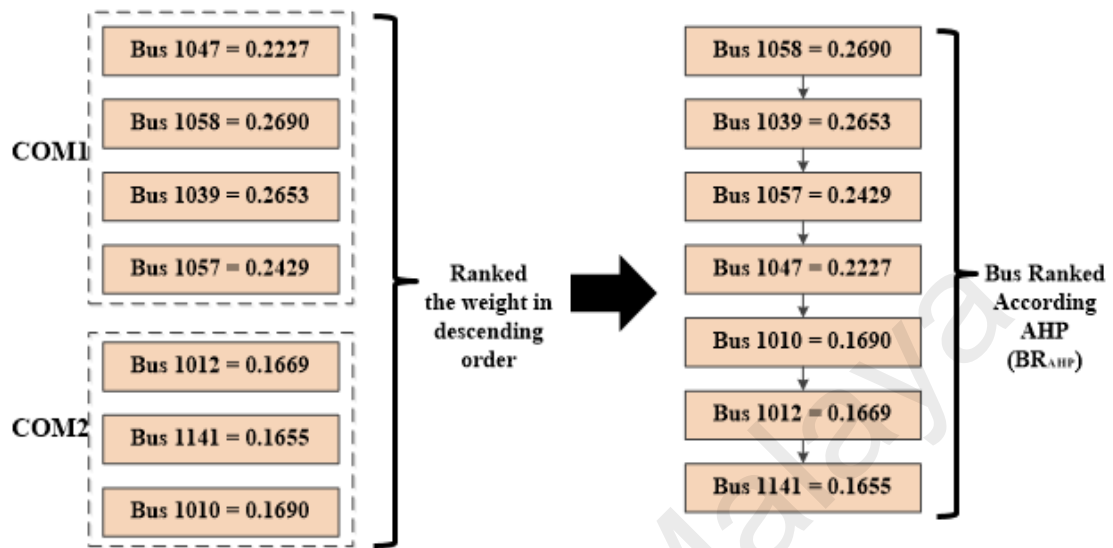 COM1
Bus 1047 = 0.2227
Bus 1058 = 0.2690
Bus 1039 = 0.2653
Bus 1057 = 0.2429
COM2
Bus 1012 = 0.1669
Bus 1141 = 0.1655
Bus 1010 = 0.1690
Ranked
the weight in
descending
order
Bus 1058 = 0.2690
Bus 1039 = 0.2653
Bus 1057 = 0.2429
Bus 1047 = 0.2227
Bus 1010 = 0.1690
Bus 1012 = 0.1669
Bus 1141 = 0.1655
Bus Ranked
According
AHP
(BRAHP)
Malaya